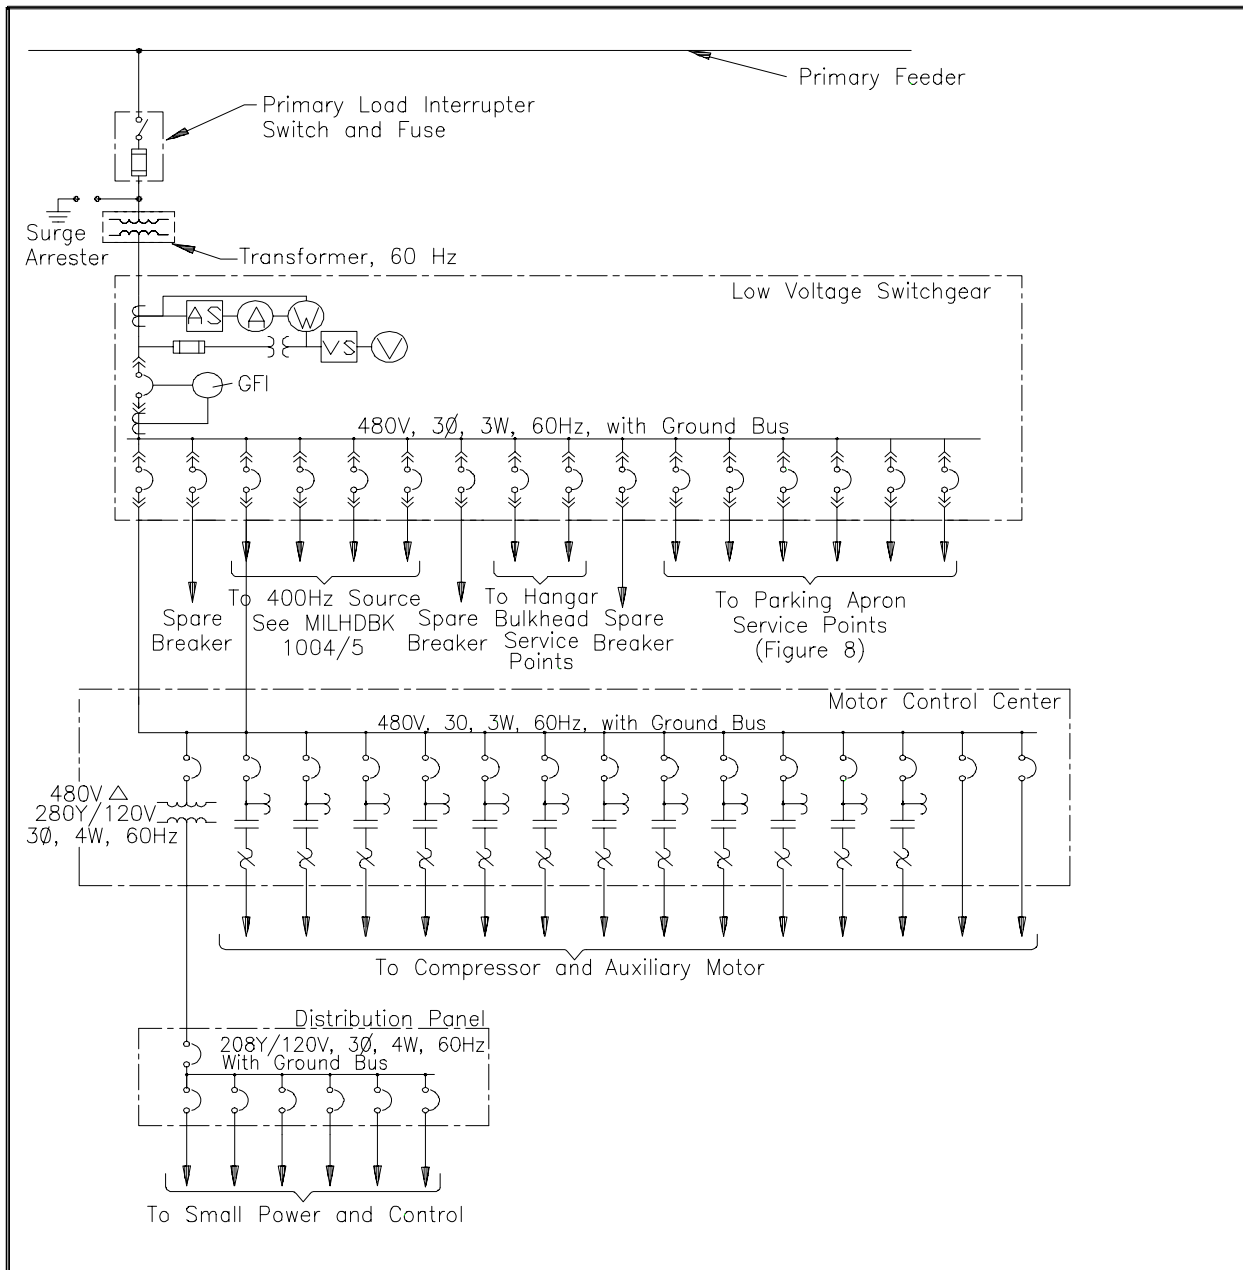 Primary Feeder
Primary Load Interrupter
Switch and Fuse
Surge
Arrester
Transformer, 60 Hz
Low Voltage Switchgear
AS
A
W
VS
V
GFI
480V, 3Ø, 3W, 60Hz, with Ground Bus
Spare
Breaker
To 400Hz Source
See MILHDBK
1004/5
Spare
Breaker
To Hangar
Bulkhead
Service
Points
Spare
Breaker
To Parking Apron
Service Points
(Figure 8)
Motor Control Center
480V, 30, 3W, 60Hz, with Ground Bus
480V △
280Y/120V
3Ø, 4W, 60Hz
To Compressor and Auxiliary Motor
Distribution Panel
208Y/120V, 3Ø, 4W, 60Hz
With Ground Bus
To Small Power and Control